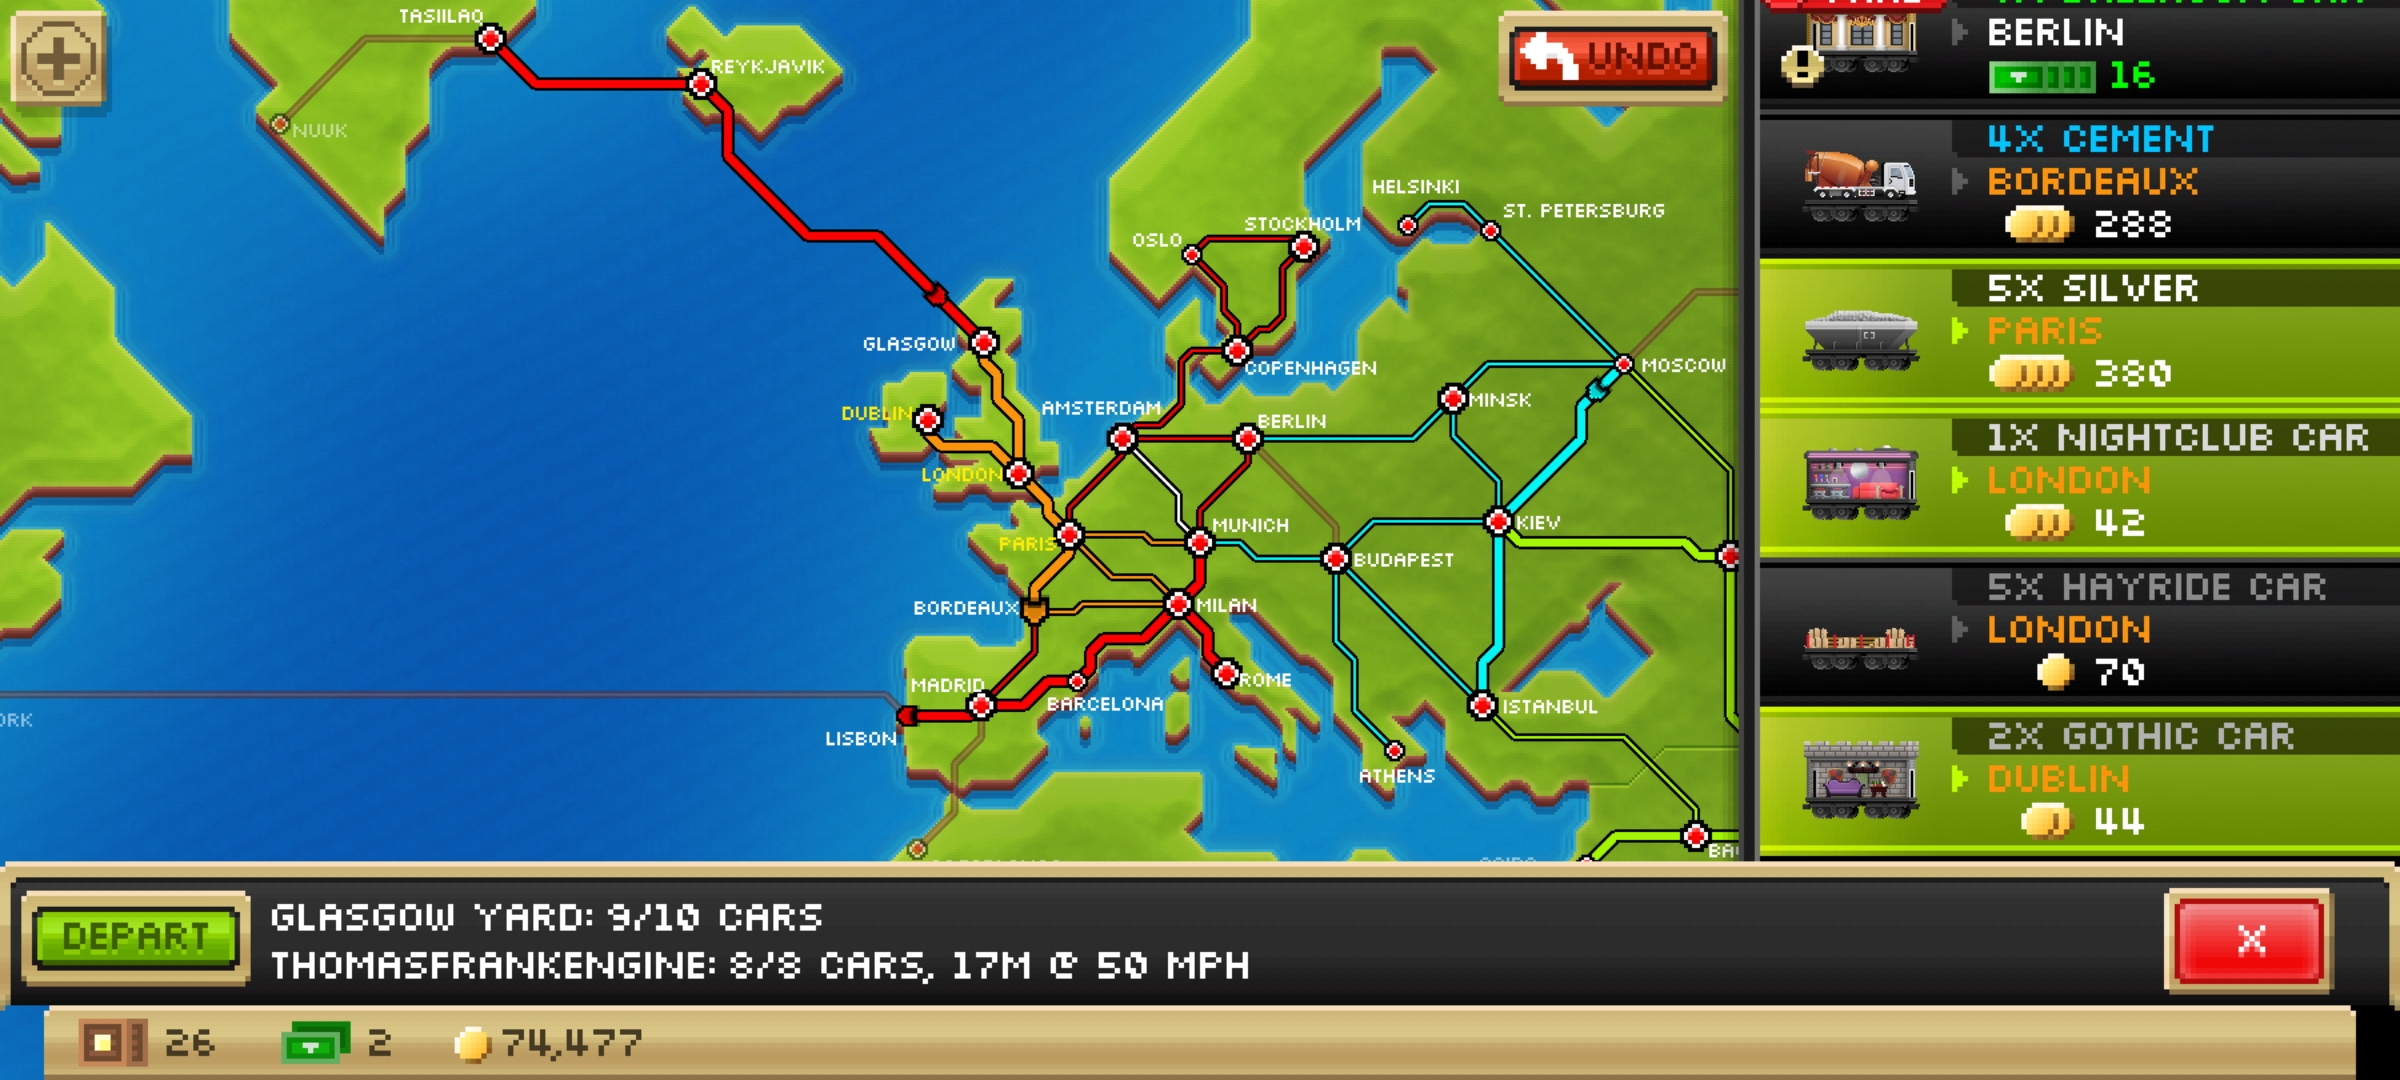 TASIILAQ
REYKJAVIK
NUUK
UNDO
HELSINKI
ST. PETERSBURG
STOCKHOLM
OSLO
GLASGOW
COPENHAGEN
MOSCOW
MINSK
DUBLIN
AMSTERDAM
BERLIN
LONDON
MUNICH
KIEV
PARIS
BUDAPEST
BORDEAUX
MILAN
MADRID
ROME
BARCELONA
ISTANBUL
ORK
LISBON
ATHENS
BERLIN
16
4X CEMENT
BORDEAUX
288
5X SILVER
PARIS
380
1X NIGHTCLUB CAR
LONDON
42
5X HAYRIDE CAR
LONDON
70
2X GOTHIC CAR
DUBLIN
44
DEPART
GLASGOW YARD: 9/10 CARS
THOMASFRANKENGINE: 8/8 CARS, 17M @ 50 MPH
X
26
2
74,477